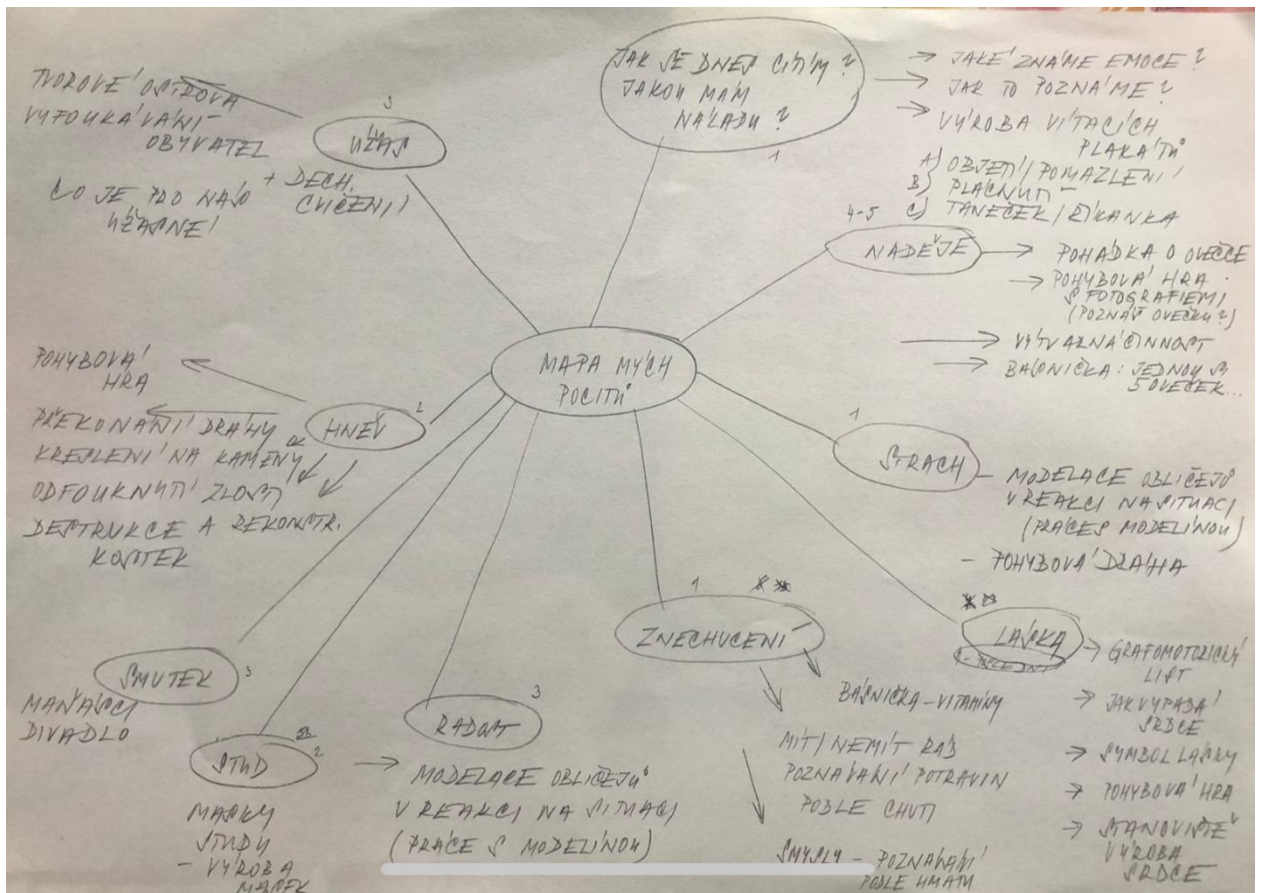 JAK SE DNES CÍTÍM?
JAKOU MÁM
NÁLADU?
1
→ JAKÉ ZNÁME EMOCE?
→ JAK TO POZNÁME?
→ VÝROBA VÍTACÍCH
PLAKÁTŮ
A) OBJETÍ/POMAZLENÍ
B) PLÁCNUTÍ
C) TANEČEK/ŘÍKANKA
TVOROVÉ OSTROVA
VYFOUKÁVÁNÍ
OBYVATEL
+ DECH.
CVIČENÍ
CO JE PRO NÁS
ÚŽASNÉ
3
ÚŽAS
4-5
NADĚJE
→ POHÁDKA O OVEČCE
→ POHYBOVÁ HRA
S FOTOGRAFIEMI
(POZNÁŠ OVEČKU?)
→ VÝTVARNÁ ČINNOST
→ BÁSNIČKA: JEDNOU SI
5 OVEČEK...
MAPA MÝCH
POCITŮ
POHYBOVÁ
HRA
PŘEKONÁNÍ DRÁHY
KRESLENÍ NA KAMENY
ODFOUKNUTÍ ZLOSTI
DESTRUKCE A REKONSTR.
KOSTEK
HNĚV
2
1
STRACH
- MODELACE OBLIČEJŮ
V REAKCI NA SITUACI
(PRÁCE S MODELÍNOU)
- POHYBOVÁ DRÁHA
SMUTEK
3
MAŇÁSCI
DIVADLO
STUD
2
MASKY
STUDU
- VÝROBA
MASEK
RADOST
3
→ MODELACE OBLIČEJŮ
V REAKCI NA SITUACI
(PRÁCE S MODELÍNOU)
1
ZNECHUCENÍ
BÁSNIČKA - VITAMÍNY
MÍT/NEMÍT RÁD
POZNÁVÁNÍ POTRAVIN
PODLE CHUTI
SMYSLY - POZNÁVÁNÍ
PODLE HMATU
LÁSKA
→ GRAFOMOTORICKÝ
LIST
→ JAK VYPADÁ
SRDCE
→ SYMBOL LÁSKY
→ POHYBOVÁ HRA
→ STANOVIŠTĚ
VÝROBA
SRDCE